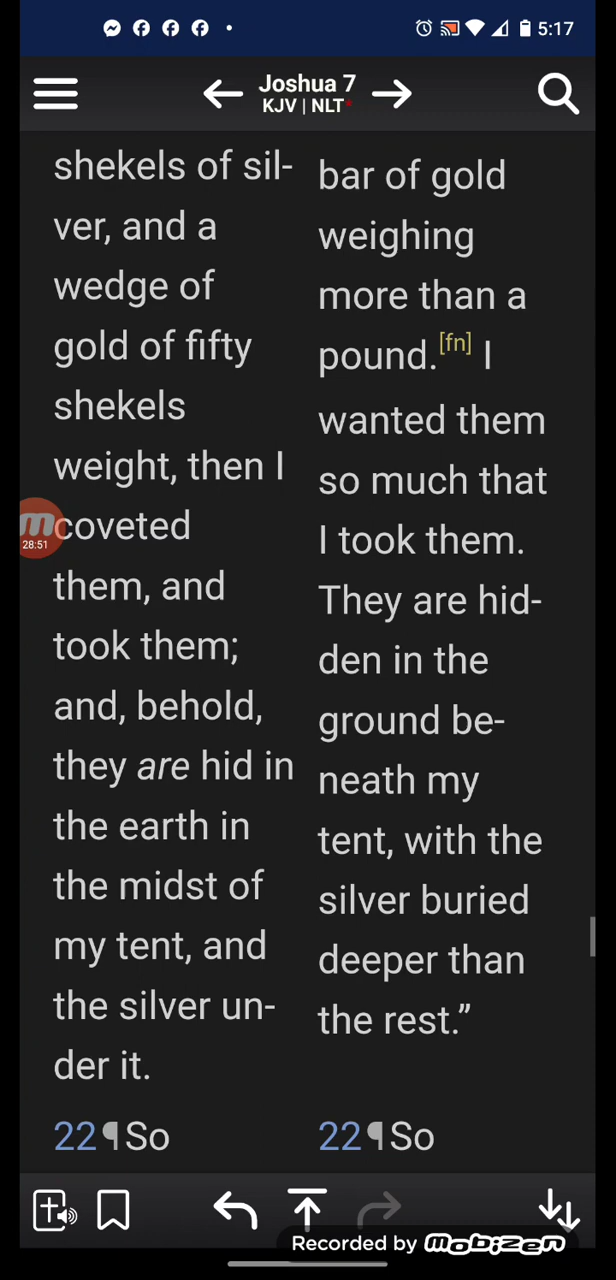 5:17
Joshua 7
KJV | NLT*
shekels of sil-
ver, and a
wedge of
gold of fifty
shekels
weight, then I
coveted
them, and
took them;
and, behold,
they are hid in
the earth in
the midst of
my tent, and
the silver un-
der it.
22 ¶ So
bar of gold
weighing
more than a
pound.[fn] I
wanted them
so much that
I took them.
They are hid-
den in the
ground be-
neath my
tent, with the
silver buried
deeper than
the rest.”
22 ¶ So
28:51
Recorded by mobizen